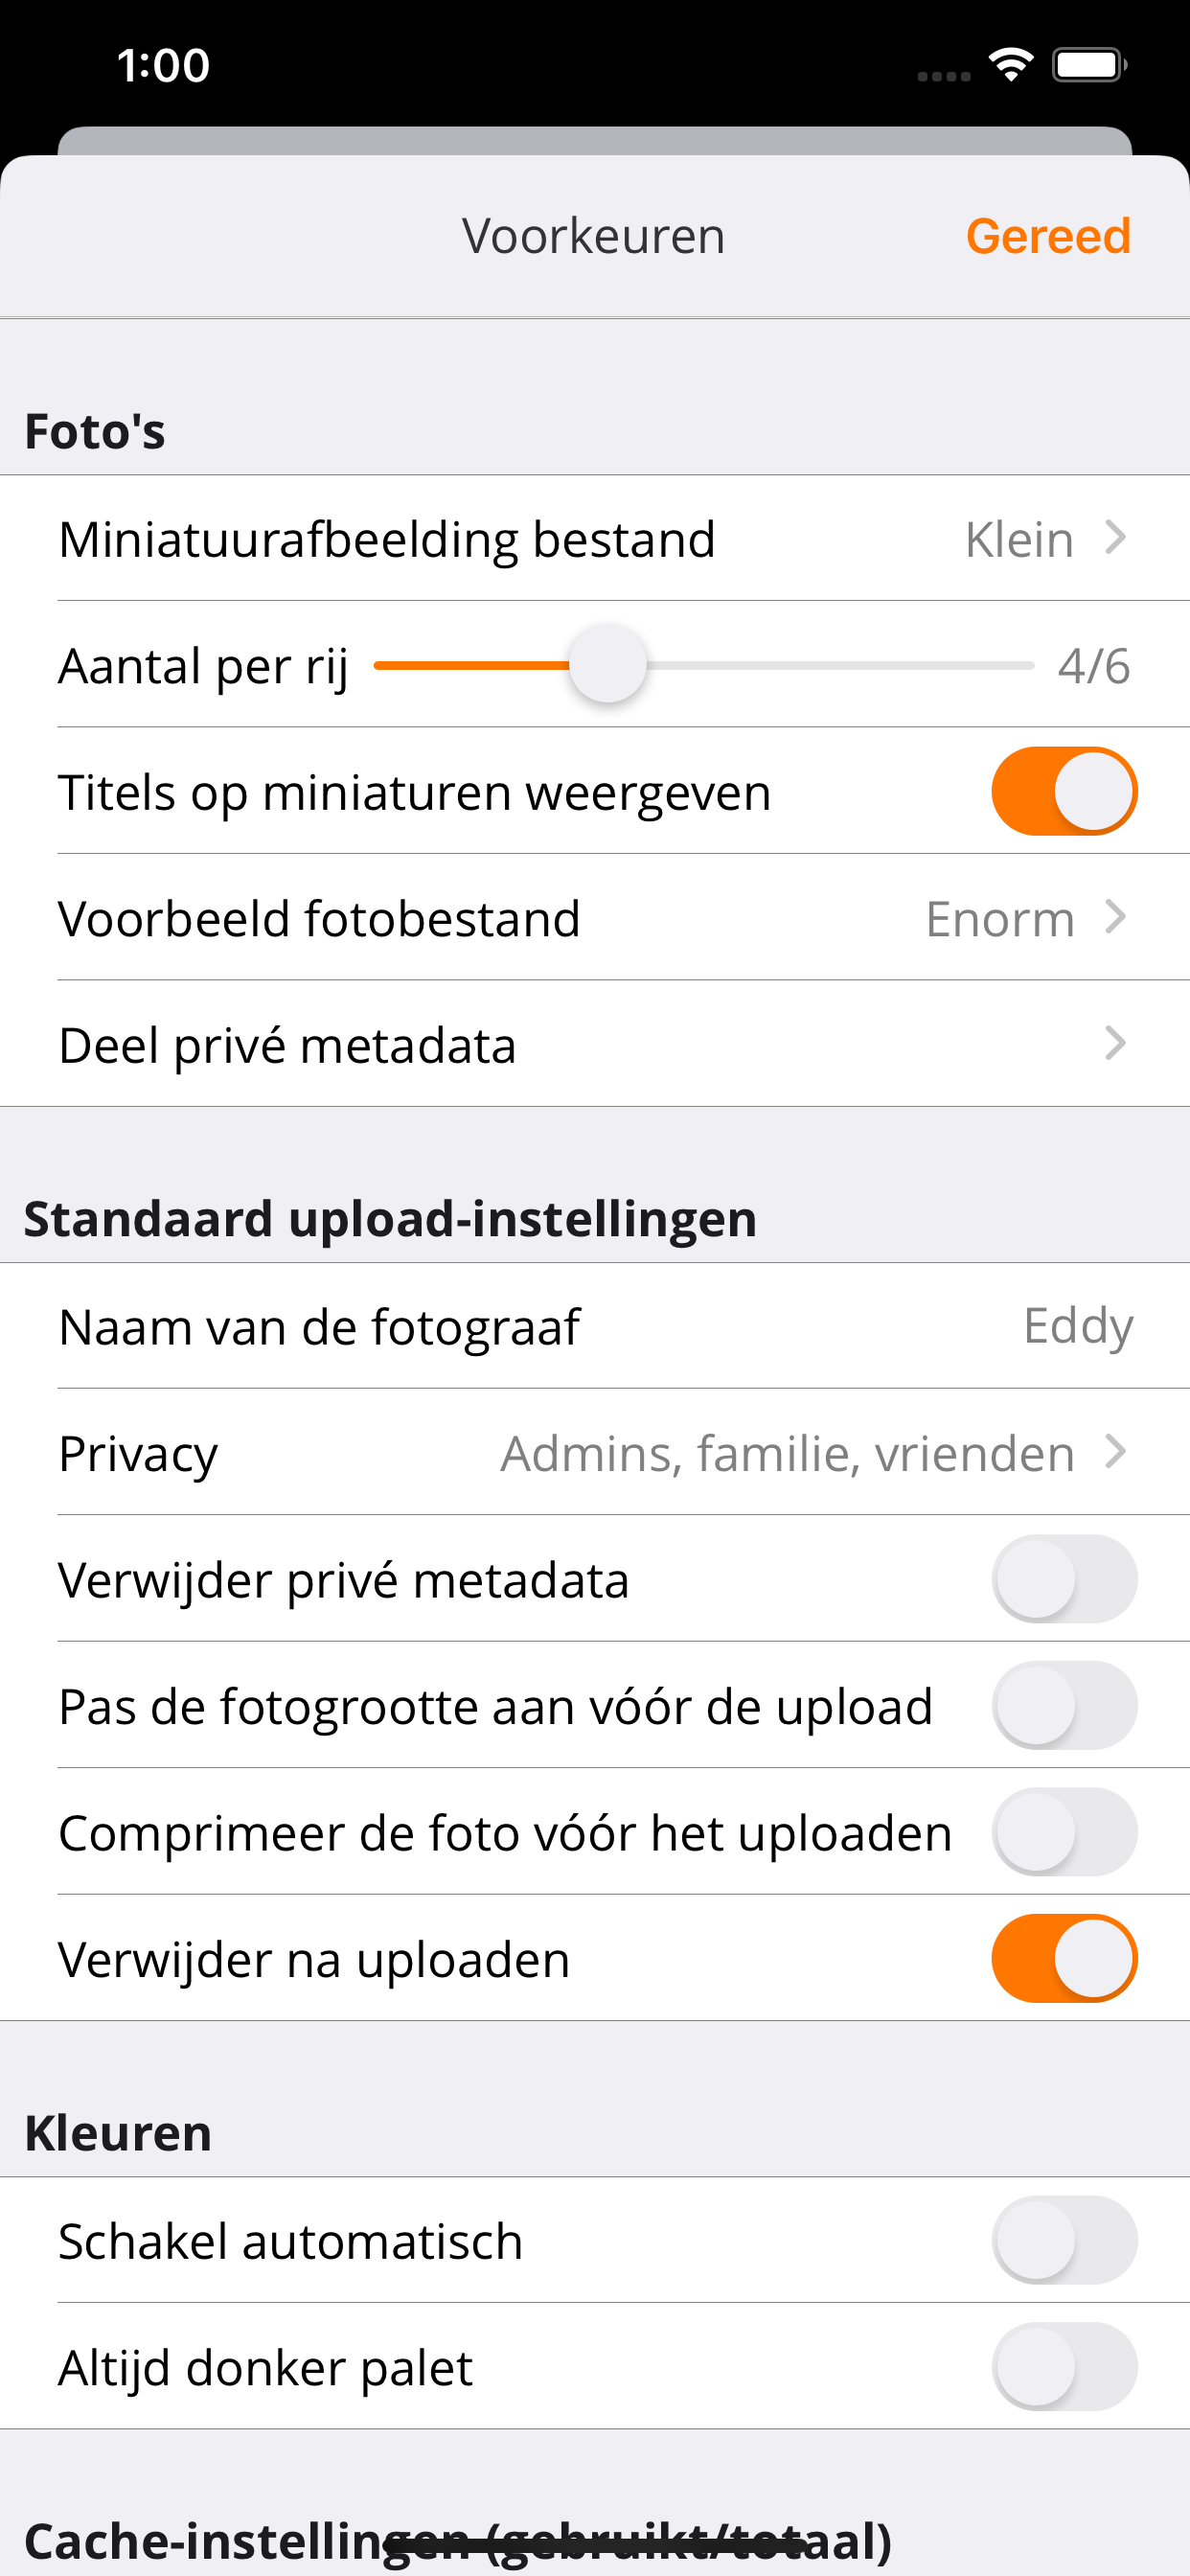 1:00
Voorkeuren Gereed
Foto's
Miniatuurafbeelding bestand Klein
Aantal per rij 4/6
Titels op miniaturen weergeven
Voorbeeld fotobestand Enorm
Deel privé metadata
Standaard upload-instellingen
Naam van de fotograaf Eddy
Privacy Admins, familie, vrienden
Verwijder privé metadata
Pas de fotogrootte aan vóór de upload
Comprimeer de foto vóór het uploaden
Verwijder na uploaden
Kleuren
Schakel automatisch
Altijd donker palet
Cache-instellingen (gebruikt/totaal)